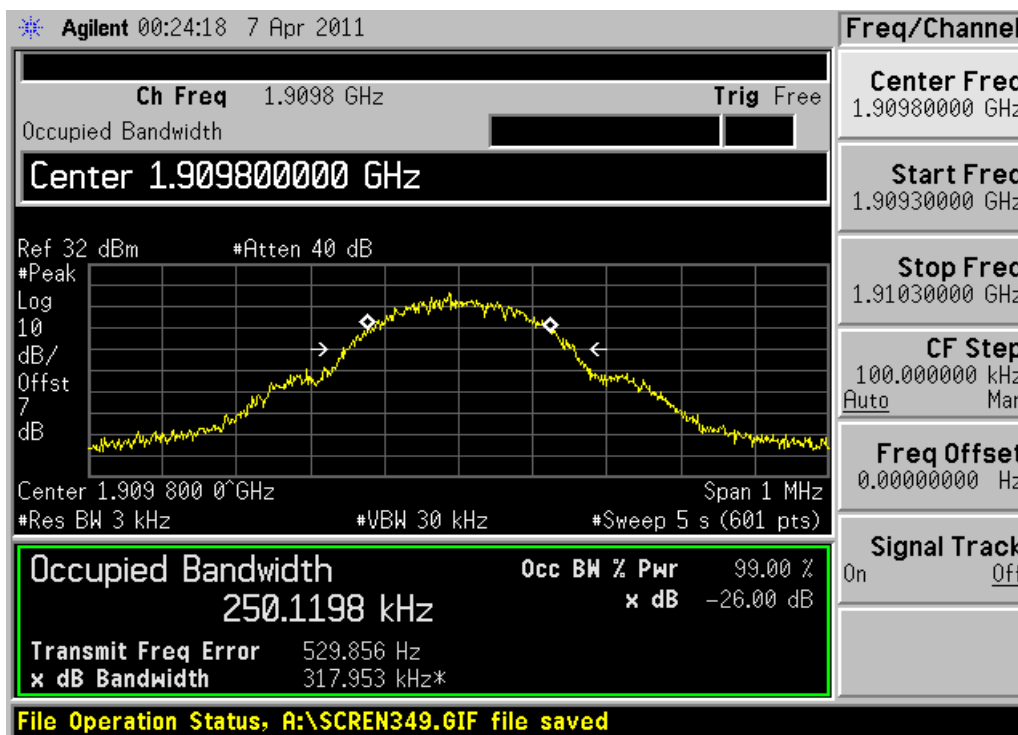 Agilent 00:24:18 7 Apr 2011
Freq/Channel
Ch Freq 1.9098 GHz Trig Free
Occupied Bandwidth
Center 1.909800000 GHz
Ref 32 dBm #Atten 40 dB
#Peak
Log
10
dB/
Offst
7
dB
Center 1.909 800 0^GHz Span 1 MHz
#Res BW 3 kHz #VBW 30 kHz #Sweep 5 s (601 pts)
Occupied Bandwidth Occ BW % Pwr 99.00 %
250.1198 kHz x dB -26.00 dB
Transmit Freq Error 529.856 Hz
x dB Bandwidth 317.953 kHz*
Center Freq
1.90980000 GHz
Start Freq
1.90930000 GHz
Stop Freq
1.91030000 GHz
CF Step
100.000000 kHz
Auto Man
Freq Offset
0.00000000 Hz
Signal Track
On Off
File Operation Status, A:\SCREN349.GIF file saved